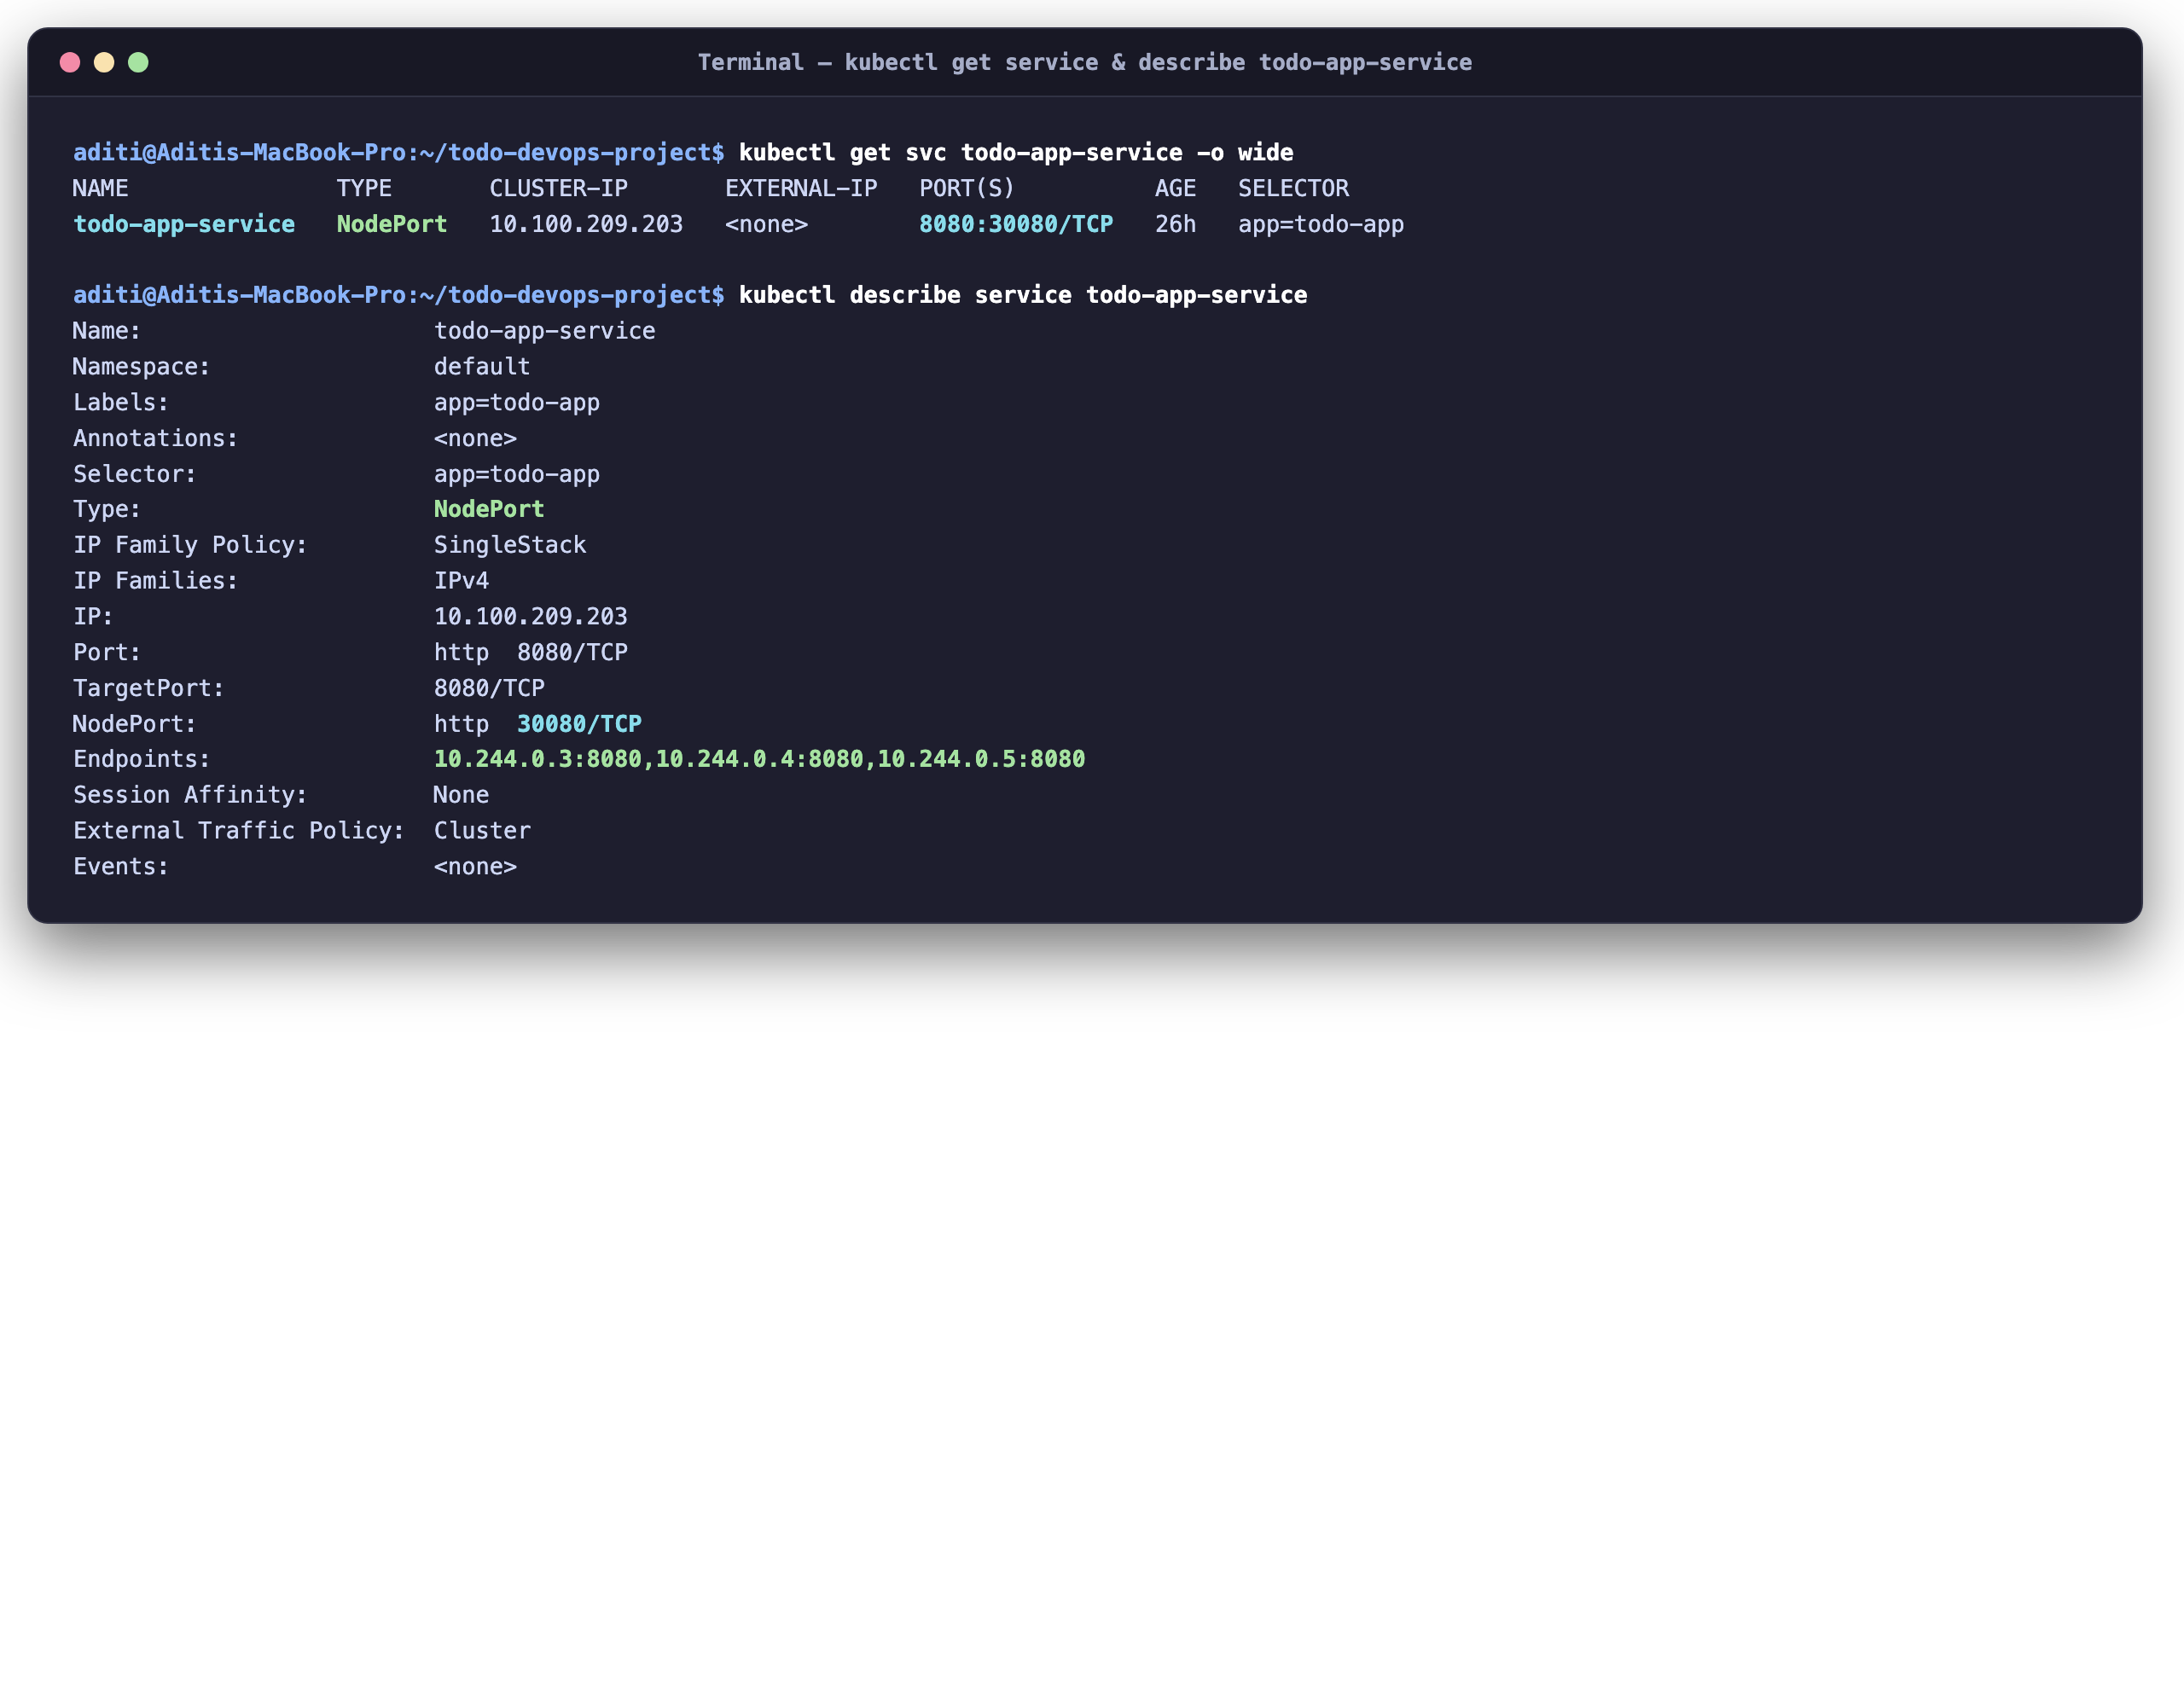 Terminal — kubectl get service & describe todo-app-service
aditi@Aditis-MacBook-Pro:~/todo-devops-project$ kubectl get svc todo-app-service -o wide
NAME               TYPE       CLUSTER-IP       EXTERNAL-IP   PORT(S)          AGE   SELECTOR
todo-app-service   NodePort   10.100.209.203   <none>        8080:30080/TCP   26h   app=todo-app
aditi@Aditis-MacBook-Pro:~/todo-devops-project$ kubectl describe service todo-app-service
Name:                     todo-app-service
Namespace:                default
Labels:                   app=todo-app
Annotations:              <none>
Selector:                 app=todo-app
Type:                     NodePort
IP Family Policy:         SingleStack
IP Families:              IPv4
IP:                       10.100.209.203
Port:                     http  8080/TCP
TargetPort:               8080/TCP
NodePort:                 http  30080/TCP
Endpoints:                10.244.0.3:8080,10.244.0.4:8080,10.244.0.5:8080
Session Affinity:         None
External Traffic Policy:  Cluster
Events:                   <none>